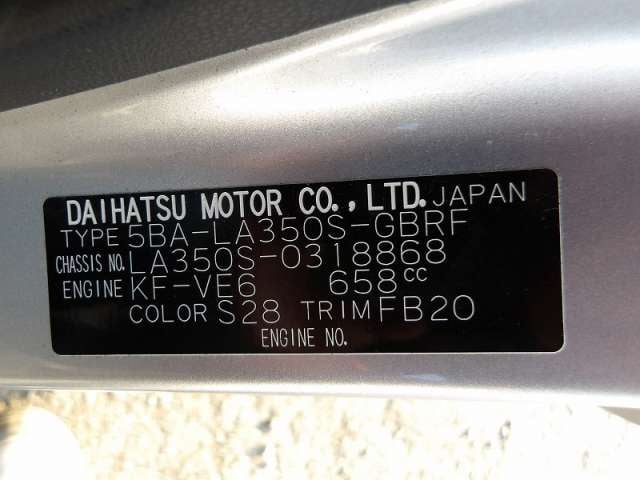 DAIHATSU MOTOR CO.,LTD. JAPAN
TYPE 5BA-LA350S-GBRF
CHASSIS NO. LA350S-0318868
ENGINE KF-VE6 658cc
COLOR S28 TRIM FB20
ENGINE NO.